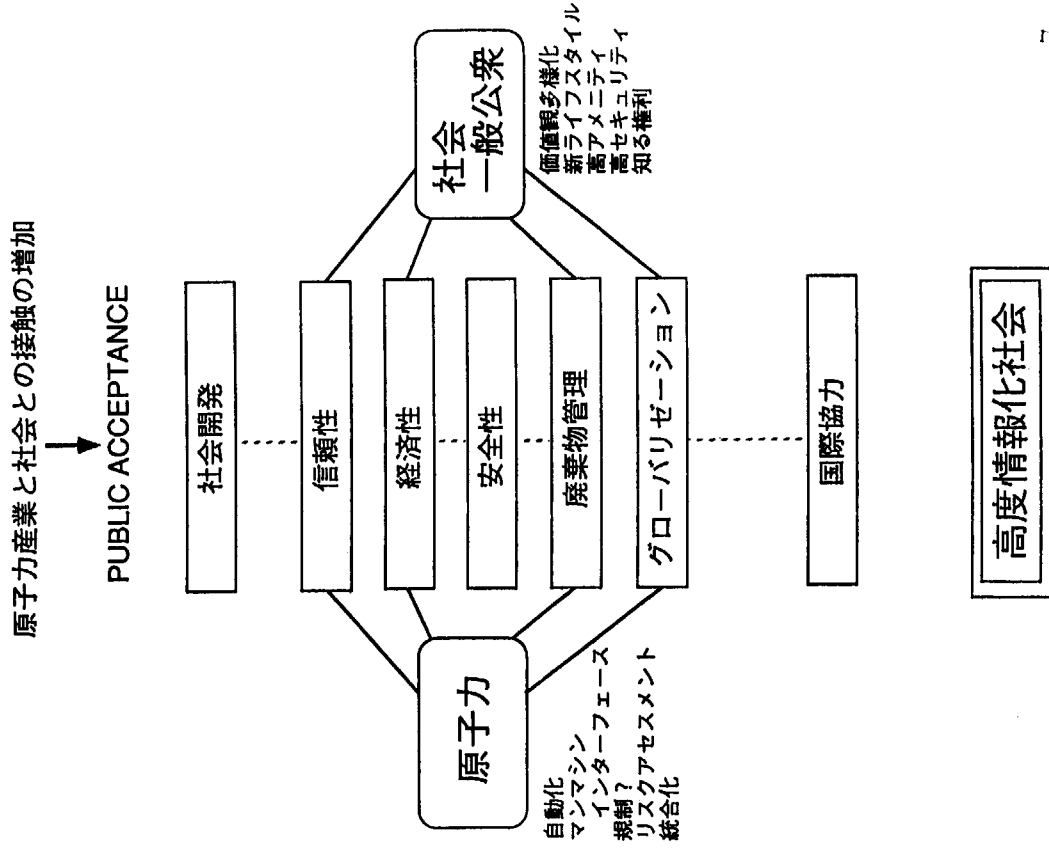 原子力産業と社会との接触の増加
PUBLIC ACCEPTANCE
社会開発
信頼性
経済性
安全性
廃棄物管理
グローバリゼーション
国際協力
原子力
自動化
マンマシン
インターフェース
規制?
リスクアセスメント
統合化
社会
一般公衆
価値観多様化
新ライフスタイル
高アメニティ
高セキュリティ
知る権利
高度情報化社会